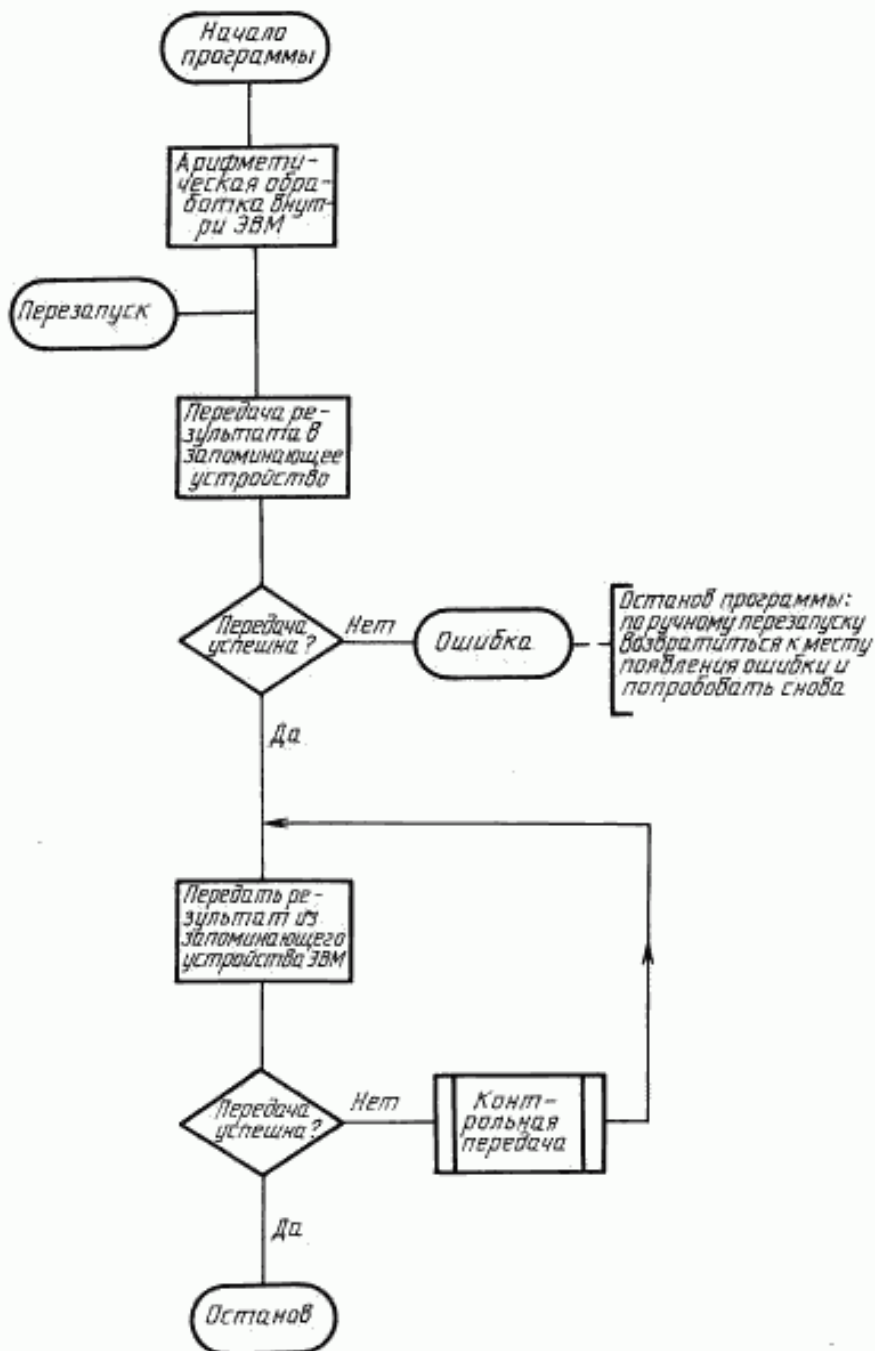 Начало
программы
Арифмети-
ческая обра-
ботка внут-
ри ЭВМ
Перезапуск
Передача ре-
зультата в
запоминающее
устройство
Передача
успешна?
Нет
Ошибка
Останов программы:
по ручному перезапуску
возвратиться к месту
появления ошибки и
попробовать снова
Да
Передать ре-
зультат из
запоминающего
устройства ЭВМ
Передача
успешна?
Нет
Конт-
рольная
передача
Да
Останов